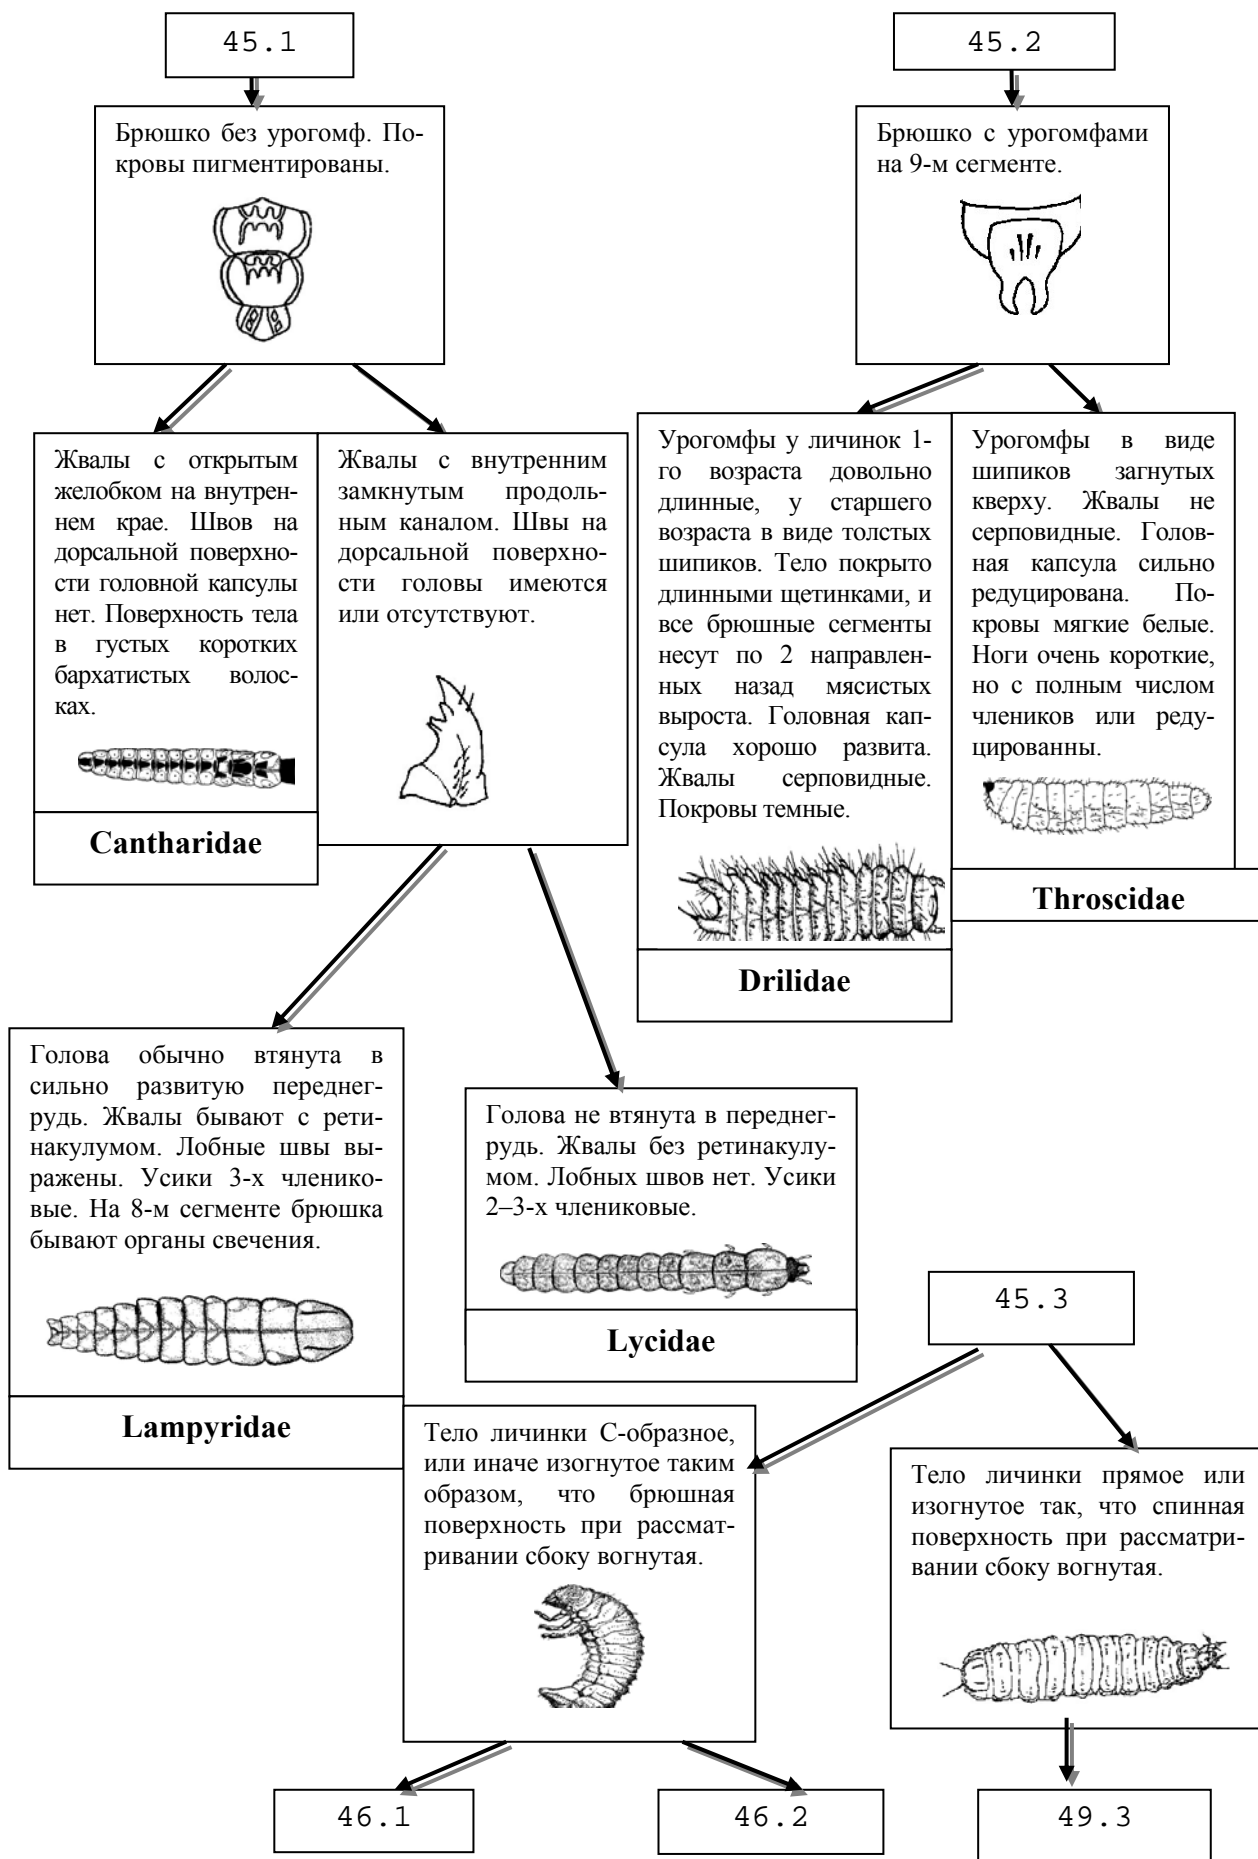 45.1
45.2
Брюшко без урогомф. По-
кровы пигментированы.
Брюшко с урогомфами
на 9-м сегменте.
Жвалы с открытым
желобком на внутрен-
нем крае. Швов на
дорсальной поверхно-
сти головной капсулы
нет. Поверхность тела
в густых коротких
бархатистых волос-
ках.
Cantharidae
Жвалы с внутренним
замкнутым продоль-
ным каналом. Швы на
дорсальной поверхно-
сти головы имеются
или отсутствуют.
Урогомфы у личинок 1-
го возраста довольно
длинные, у старшего
возраста в виде толстых
шипиков. Тело покрыто
длинными щетинками, и
все брюшные сегменты
несут по 2 направлен-
ных назад мясистых
выроста. Головная кап-
сула хорошо развита.
Жвалы серповидные.
Покровы темные.
Drilidae
Урогомфы в виде
шипиков загнутых
кверху. Жвалы не
серповидные. Голов-
ная капсула сильно
редуцирована. По-
кровы мягкие белые.
Ноги очень короткие,
но с полным числом
члеников или реду-
цированны.
Throscidae
Голова обычно втянута в
сильно развитую переднег-
рудь. Жвалы бывают с рети-
накулумом. Лобные швы вы-
ражены. Усики 3-х членико-
вые. На 8-м сегменте брюшка
бывают органы свечения.
Lampyridae
Голова не втянута в переднег-
рудь. Жвалы без ретинакулу-
мом. Лобных швов нет. Усики
2–3-х члениковые.
Lycidae
45.3
Тело личинки С-образное,
или иначе изогнутое таким
образом, что брюшная
поверхность при рассмат-
ривании сбоку вогнутая.
Тело личинки прямое или
изогнутое так, что спинная
поверхность при рассматри-
вании сбоку вогнутая.
46.1
46.2
49.3